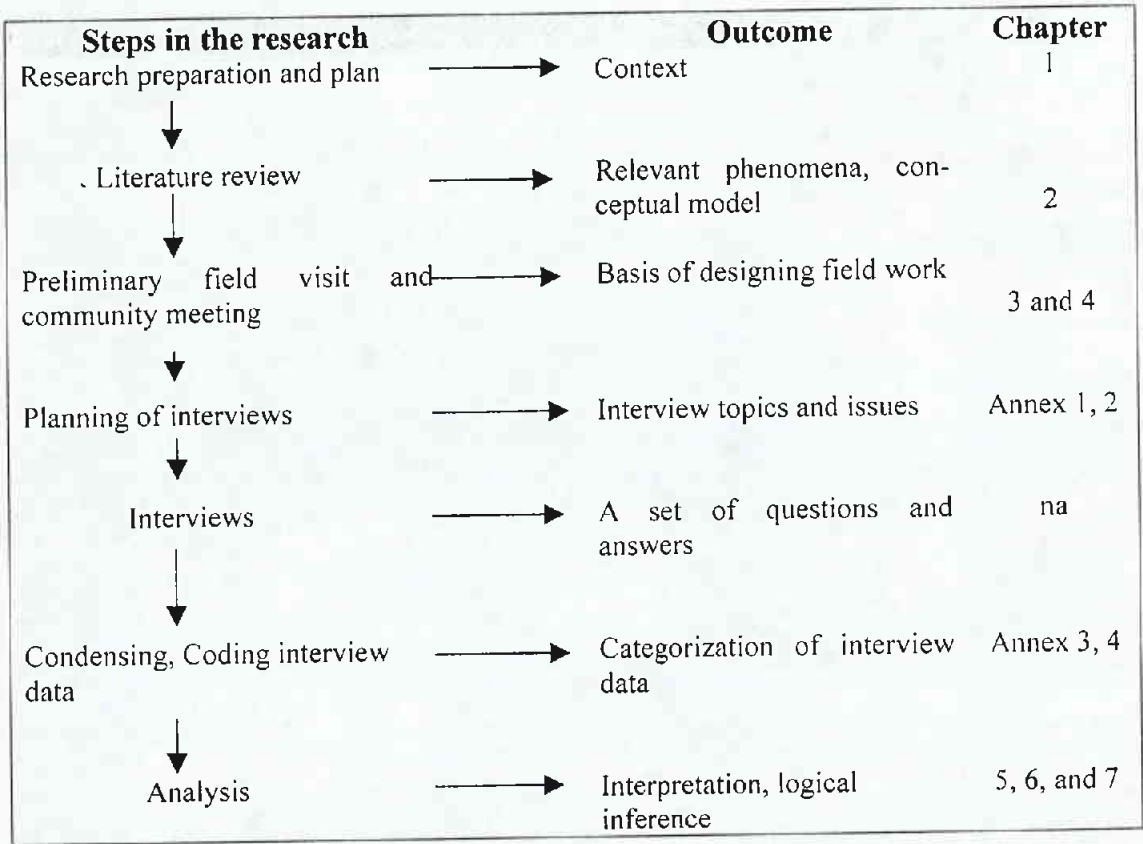 Steps in the research Outcome Chapter
Research preparation and plan Context 1
Literature review Relevant phenomena, con-
ceptual model 2
Preliminary field visit and Basis of designing field work
community meeting 3 and 4
Planning of interviews Interview topics and issues Annex 1, 2
Interviews A set of questions and na
answers
Condensing, Coding interview Categorization of interview Annex 3, 4
data data
Analysis Interpretation, logical 5, 6, and 7
inference